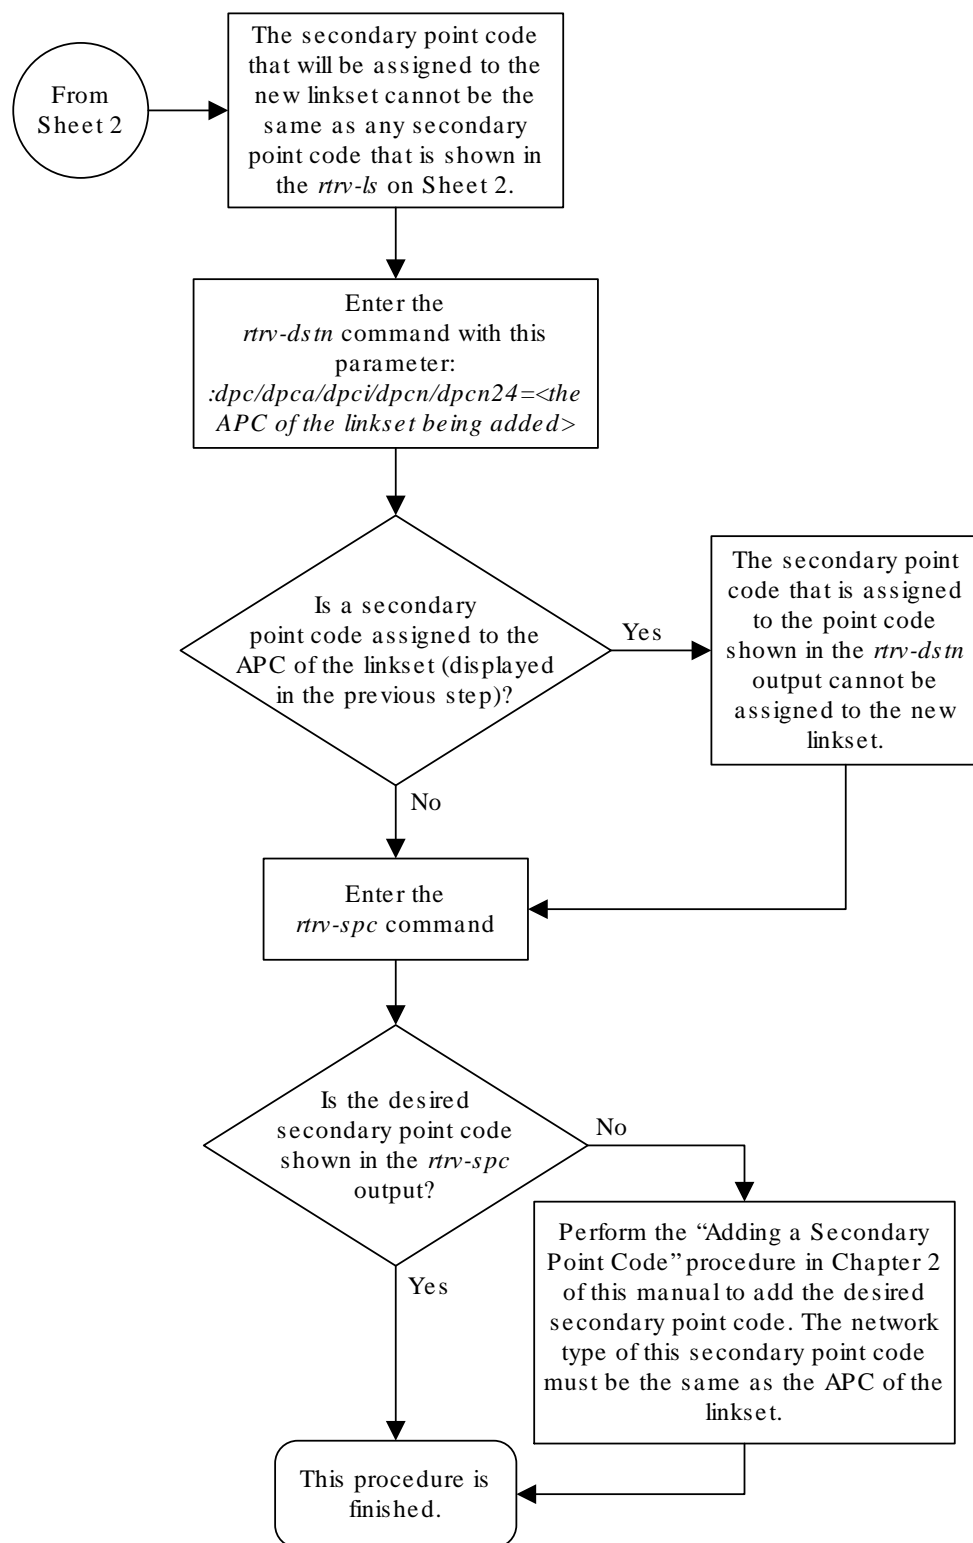 From
Sheet 2
The secondary point code
that will be assigned to the
new linkset cannot be the
same as any secondary
point code that is shown in
the rtrv-ls on Sheet 2.
Enter the
rtrv-dstn command with this
parameter:
:dpc/dpca/dpci/dpcn/dpcn24=<the
APC of the linkset being added>
Is a secondary
point code assigned to the
APC of the linkset (displayed
in the previous step)?
Yes
The secondary point
code that is assigned
to the point code
shown in the rtrv-dstn
output cannot be
assigned to the new
linkset.
No
Enter the
rtrv-spc command
Is the desired
secondary point code
shown in the rtrv-spc
output?
No
Perform the “Adding a Secondary
Point Code” procedure in Chapter 2
of this manual to add the desired
secondary point code. The network
type of this secondary point code
must be the same as the APC of the
linkset.
Yes
This procedure is
finished.